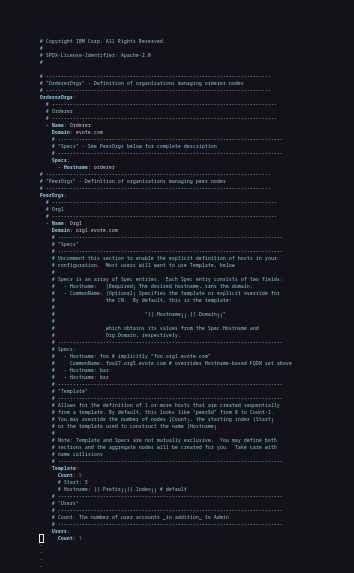 # Copyright IBM Corp. All Rights Reserved.
#
# SPDX-License-Identifier: Apache-2.0
#

# ---------------------------------------------------------------------------
# "OrdererOrgs" - Definition of organizations managing orderer nodes
# ---------------------------------------------------------------------------
OrdererOrgs:
# ---------------------------------------------------------------------------
# Orderer
# ---------------------------------------------------------------------------
- Name: Orderer
Domain: evote.com
# ---------------------------------------------------------------------------
# "Specs" - See PeerOrgs below for complete description
# ---------------------------------------------------------------------------
Specs:
- Hostname: orderer
# ---------------------------------------------------------------------------
# "PeerOrgs" - Definition of organizations managing peer nodes
# ---------------------------------------------------------------------------
PeerOrgs:
# ---------------------------------------------------------------------------
# Org1
# ---------------------------------------------------------------------------
- Name: Org1
Domain: org1.evote.com
# ---------------------------------------------------------------------------
# "Specs"
# ---------------------------------------------------------------------------
# Uncomment this section to enable the explicit definition of hosts in your
# configuration. Most users will want to use Template, below
#
# Specs is an array of Spec entries. Each Spec entry consists of two fields:
# - Hostname: (Required) The desired hostname, sans the domain.
# - CommonName: (Optional) Specifies the template or explicit override for
# the CN. By default, this is the template:
#
# "{{.Hostname}}.{{.Domain}}"
#
# which obtains its values from the Spec.Hostname and
# Org.Domain, respectively.
# ---------------------------------------------------------------------------
# Specs:
# - Hostname: foo # implicitly "foo.org1.evote.com"
# CommonName: foo27.org5.evote.com # overrides Hostname-based FQDN set above
# - Hostname: bar
# - Hostname: baz
# ---------------------------------------------------------------------------
# "Template"
# ---------------------------------------------------------------------------
# Allows for the definition of 1 or more hosts that are created sequentially
# from a template. By default, this looks like "peer%d" from 0 to Count-1.
# You may override the number of nodes (Count), the starting index (Start)
# or the template used to construct the name (Hostname).
#
# Note: Template and Specs are not mutually exclusive. You may define both
# sections and the aggregate nodes will be created for you. Take care with
# name collisions
# ---------------------------------------------------------------------------
Template:
Count:
# Start: 5
# Hostname: {{.Prefix}}{{.Index}} # default
# ---------------------------------------------------------------------------
# "Users"
# ---------------------------------------------------------------------------
# Count: The number of user accounts _in addition_ to Admin
# ---------------------------------------------------------------------------
Users:
Count: 1
~
~
~